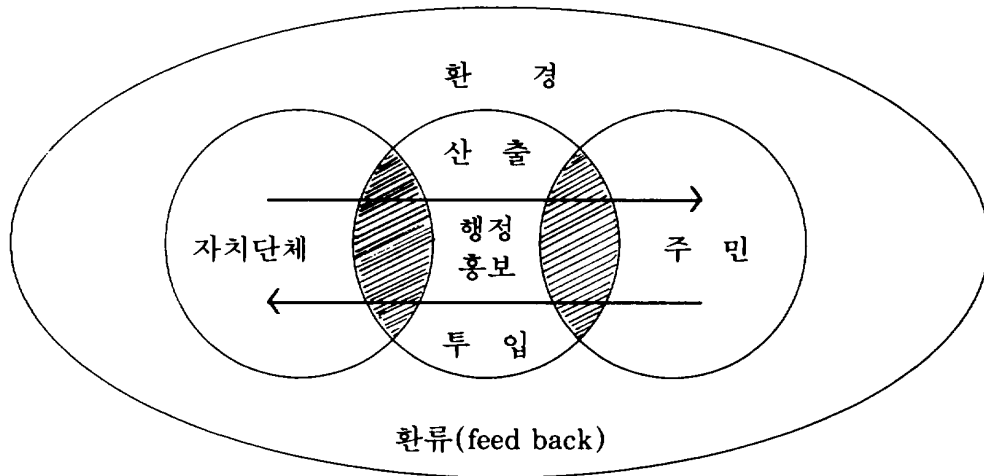 환 경
산 출
자치단체
행정
홍보
주 민
투 입
환류(feed back)